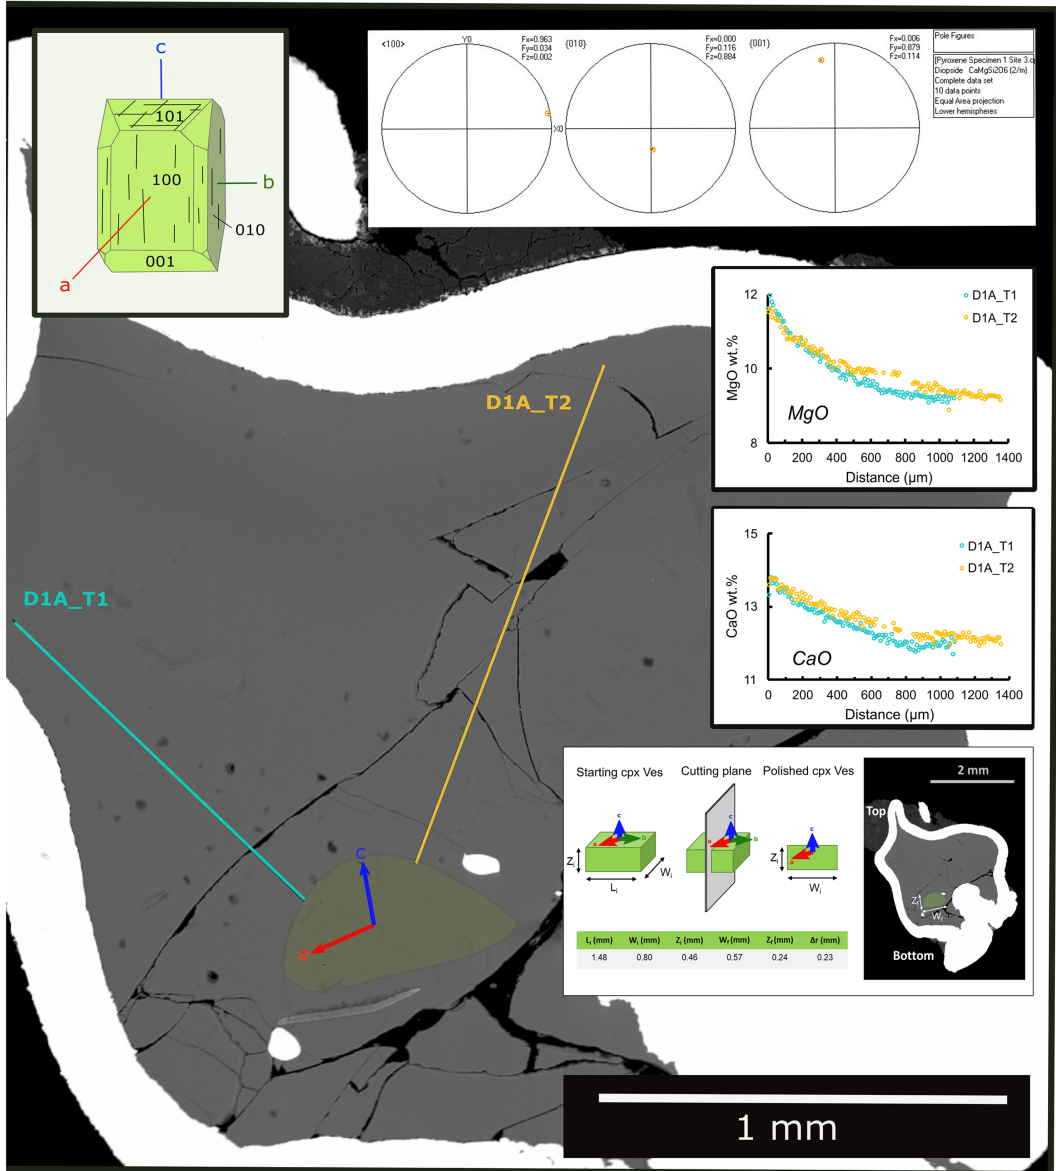 c
101
100
b
010
001
a
<100>
Y0
Fx=0.963
Fy=0.034
Fz=0.002
X0
{010}
Fx=0.000
Fy=0.116
Fz=0.884
{001}
Fx=0.006
Fy=0.879
Fz=0.114
Pole Figures
[Pyroxene Specimen 1 Site 3.c
Diopside CaMgSi2O6 (2/m)
Complete data set
10 data points
Equal Area projection
Lower hemispheres
12
10
8
MgO wt.%
D1A_T1
D1A_T2
MgO
0 200 400 600 800 1000 1200 1400
Distance (µm)
15
13
11
CaO wt.%
D1A_T1
D1A_T2
CaO
0 200 400 600 800 1000 1200 1400
Distance (µm)
D1A_T2
D1A_T1
c
a
Starting cpx Ves
Cutting plane
Polished cpx Ves
c
a
b
Zi
Li
Wi
c
a
b
c
a
Zi
Wi
Li (mm) Wi (mm) Zi (mm) Wf (mm) Zf (mm) Δr (mm)
1.48 0.80 0.46 0.57 0.24 0.23
2 mm
Top
Zf
Wf
Bottom
1 mm